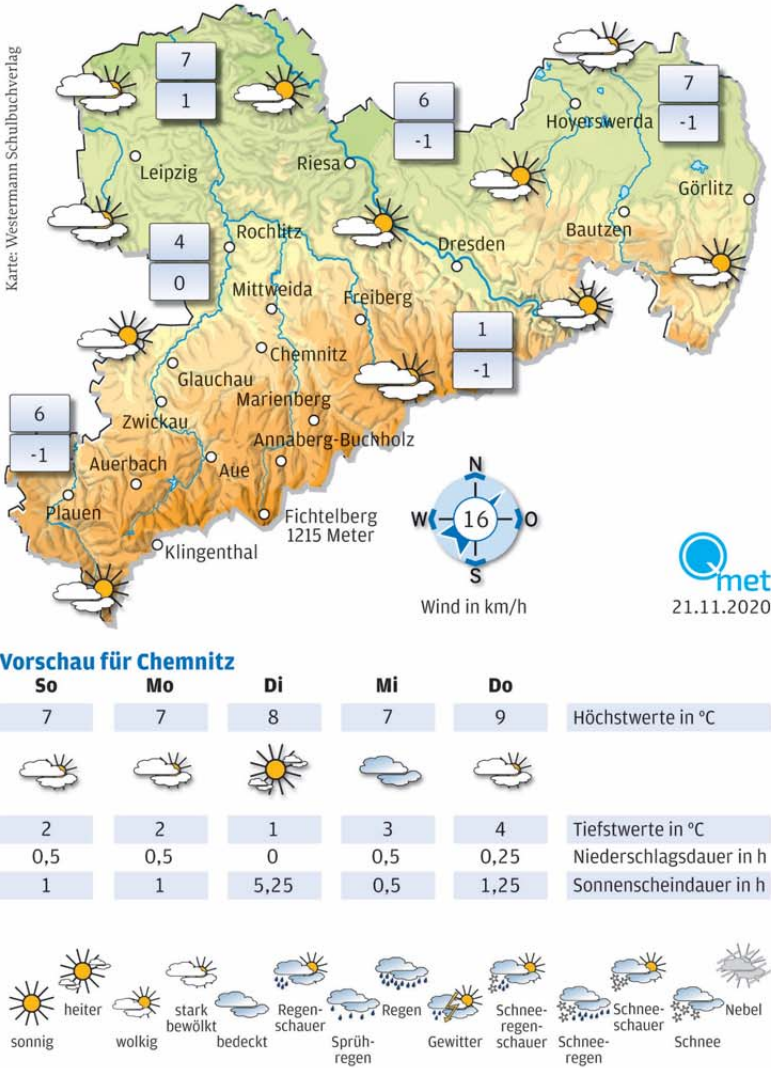 Karte: Westermann Schulbuchverlag
7
1
6
-1
7
-1
Hoyerswerda
Leipzig
Riesa
Görlitz
Bautzen
4
0
Rochlitz
Dresden
Mittweida
Freiberg
1
-1
Chemnitz
Glauchau
Marienberg
Zwickau
6
-1
Annaberg-Buchholz
Auerbach
Aue
Plauen
Fichtelberg
1215 Meter
Klingenthal
N
W 16 O
S
Wind in km/h
Qmet
21.11.2020
Vorschau für Chemnitz
So Mo Di Mi Do
7 7 8 7 9 Höchstwerte in °C
2 2 1 3 4 Tiefstwerte in °C
0,5 0,5 0 0,5 0,25 Niederschlagsdauer in h
1 1 5,25 0,5 1,25 Sonnenscheindauer in h
sonnig
heiter
wolkig
stark
bewölkt
bedeckt
Regen-
schauer
Sprüh-
regen
Regen
Gewitter
Schnee-
regen-
schauer
Schnee-
regen
Schnee-
schauer
Schnee
Nebel